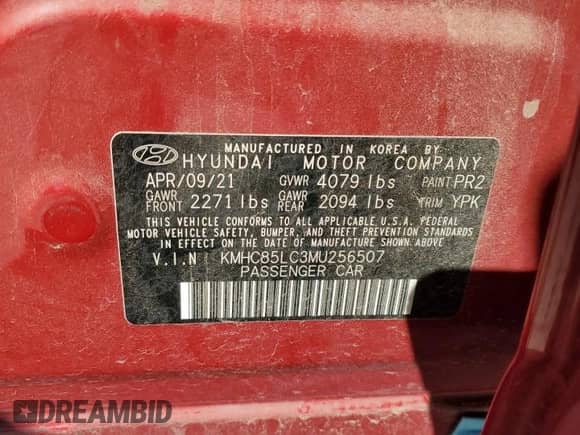 MANUFACTURED IN KOREA BY
HYUNDAI MOTOR COMPANY
APR/09/21 GVWR 4079 lbs PAINT PR2
GAWR FRONT 2271 lbs GAWR REAR 2094 lbs TRIM YPK
THIS VEHICLE CONFORMS TO ALL APPLICABLE U.S.A. FEDERAL
MOTOR VEHICLE SAFETY, BUMPER, AND THEFT PREVENTION STANDARDS
IN EFFECT ON THE DATE OF MANUFACTURE SHOWN ABOVE.
V.I.N KMHC85LC3MU256507
PASSENGER CAR
DREAMBID